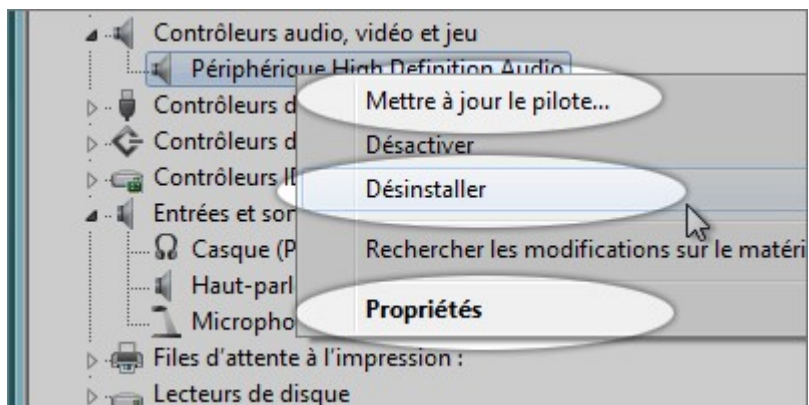 Contrôleurs audio, vidéo et jeu
Périphérique High Definition Audio
Mettre à jour le pilote...
Contrôleurs d
Désactiver
Contrôleurs d
Désinstaller
Contrôleurs ID
Entrées et sor
Rechercher les modifications sur le matéri
Casque (P
Haut-parl
Propriétés
Micropho
Files d'attente à l'impression :
Lecteurs de disque